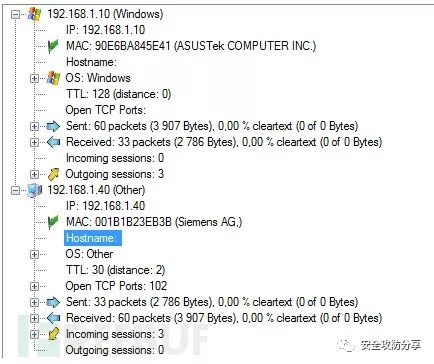 192.168.1.10 (Windows)
IP: 192.168.1.10
MAC: 90E6BA845E41 (ASUSTek COMPUTER INC.)
Hostname:
OS: Windows
TTL: 128 (distance: 0)
Open TCP Ports:
Sent: 60 packets (3 907 Bytes), 0,00 % cleartext (0 of 0 Bytes)
Received: 33 packets (2 786 Bytes), 0,00 % cleartext (0 of 0 Bytes)
Incoming sessions: 0
Outgoing sessions: 3
192.168.1.40 (Other)
IP: 192.168.1.40
MAC: 001B1B23EB3B (Siemens AG,)
Hostname:
OS: Other
TTL: 30 (distance: 2)
Open TCP Ports: 102
Sent: 33 packets (2 786 Bytes), 0,00 % cleartext (0 of 0 Bytes)
Received: 60 packets (3 907 Bytes), 0,00 % cleartext (0 of 0 Bytes)
Incoming sessions: 3
Outgoing sessions: 0
安全攻防分享